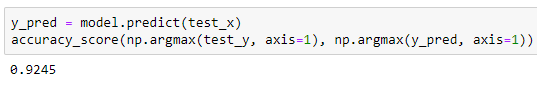 y_pred = model.predict(test_x)
accuracy_score(np.argmax(test_y, axis=1), np.argmax(y_pred, axis=1))
0.9245